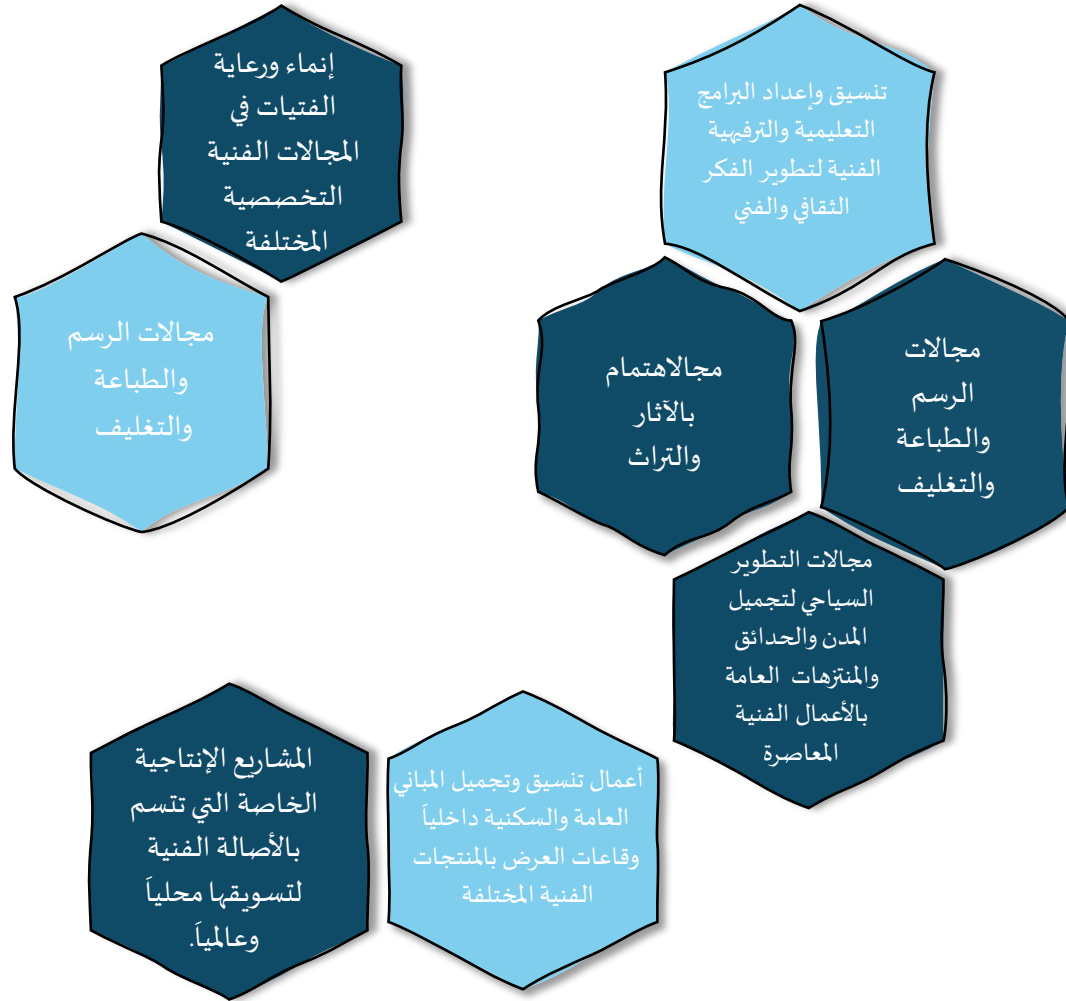 تنسيق وإعداد البرامج
التعليمية والترفيهية
الفنية لتطوير الفكر
الثقافي والفني
إنماء ورعاية
الفتيات في
المجالات الفنية
التخصصية
المختلفة
مجالات
الرسم
والطباعة
والتغليف
مجالاهتمام
بالآثار
والتراث
مجالات الرسم
والطباعة
والتغليف
مجالات التطوير
السياحي لتجميل
المدن والحدائق
والمنتزهات العامة
بالأعمال الفنية
المعاصرة
أعمال تنسيق وتجميل المباني
العامة والسكنية داخلياَ
وقاعات العرض بالمنتجات
الفنية المختلفة
المشاريع الإنتاجية
الخاصة التي تتسم
بالأصالة الفنية
لتسويقها محلياَ
وعالمياَ.